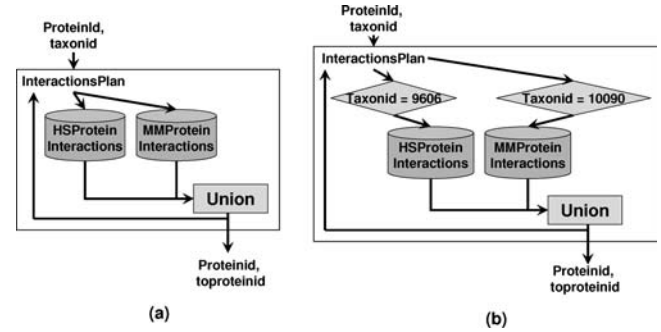 ProteinId,
taxonid
InteractionsPlan
HSProtein
Interactions
MMProtein
Interactions
Union
Proteinid,
toproteinid
(a)
ProteinId,
taxonid
InteractionsPlan
Taxonid = 9606
Taxonid = 10090
HSProtein
Interactions
MMProtein
Interactions
Union
Proteinid,
toproteinid
(b)